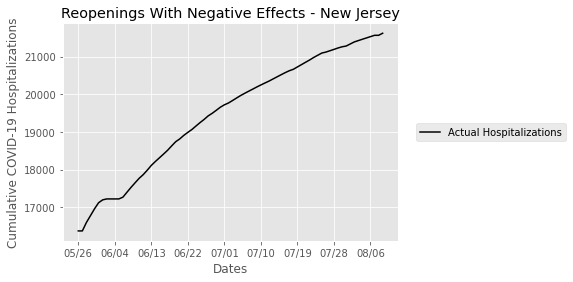 Reopenings With Negative Effects - New Jersey
Cumulative COVID-19 Hospitalizations
21000
20000
19000
18000
17000
05/26 06/04 06/13 06/22 07/01 07/10 07/19 07/28 08/06
Dates
Actual Hospitalizations